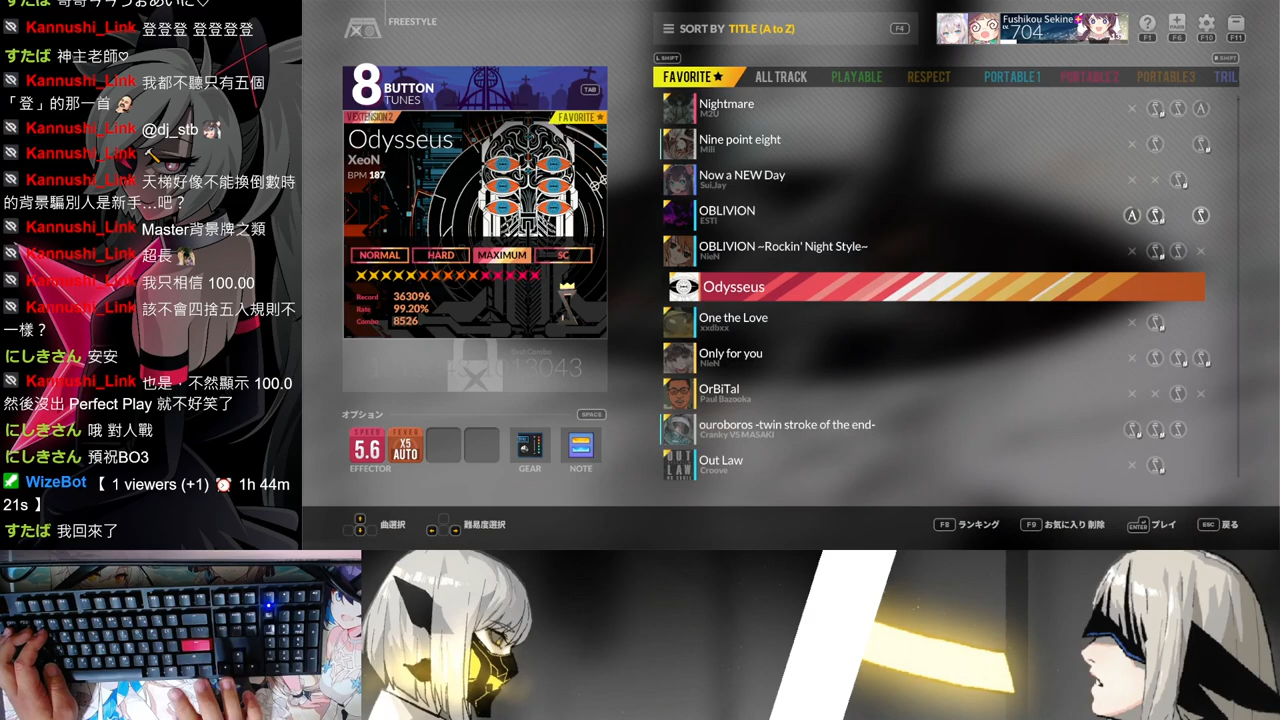 Kannushi_Link 登登登 登登登登
すたば 神主老師♡
Kannushi_Link 我都不聽只有五個
「登」的那一首
Kannushi_Link @dj_stb
Kannushi_Link
Kannushi_Link 天梯好像不能換倒數時
的背景騙別人是新手...吧？
Kannushi_Link Master背景牌之類
Kannushi_Link 超長
Kannushi_Link 我只相信 100.00
Kannushi_Link 該不會四捨五入規則不
一樣？
にしきさん 安安
Kannushi_Link 也是，不然顯示 100.0
然後沒出 Perfect Play 就不好笑了
にしきさん 哦 對人戰
にしきさん 預祝BO3
WizeBot 【 1 viewers (+1) ⏰ 1h 44m
21s 】
すたば 我回來了
FREESTYLE
8 BUTTON TUNES
TAB
V EXTENSION 2
FAVORITE ★
Odysseus
XeoN
BPM 187
NORMAL HARD MAXIMUM SC
Record 363096
Rate 99.20%
Combo 8526
オプション
SPACE
SPEED 5.6
FEVER X5 AUTO
EFFECTOR
GEAR
NOTE
曲選択
難易度選択
SORT BY TITLE (A to Z)
F4
Fushikou Sekine
LV. 704
F1 F6 F10 F11
L SHIFT
R SHIFT
FAVORITE ★ ALL TRACK PLAYABLE RESPECT PORTABLE 1 PORTABLE 2 PORTABLE3 TRIL
Nightmare
M2U
Nine point eight
Mili
Now a NEW Day
Sui.Jay
OBLIVION
ESTi
OBLIVION ~Rockin' Night Style~
NieN
Odysseus
One the Love
xxdbxx
Only for you
NieN
OrBiTal
Paul Bazooka
ouroboros -twin stroke of the end-
Cranky VS MASAKI
Out Law
Croove
F8 ランキング
F9 お気に入り 削除
ENTER プレイ
ESC 戻る